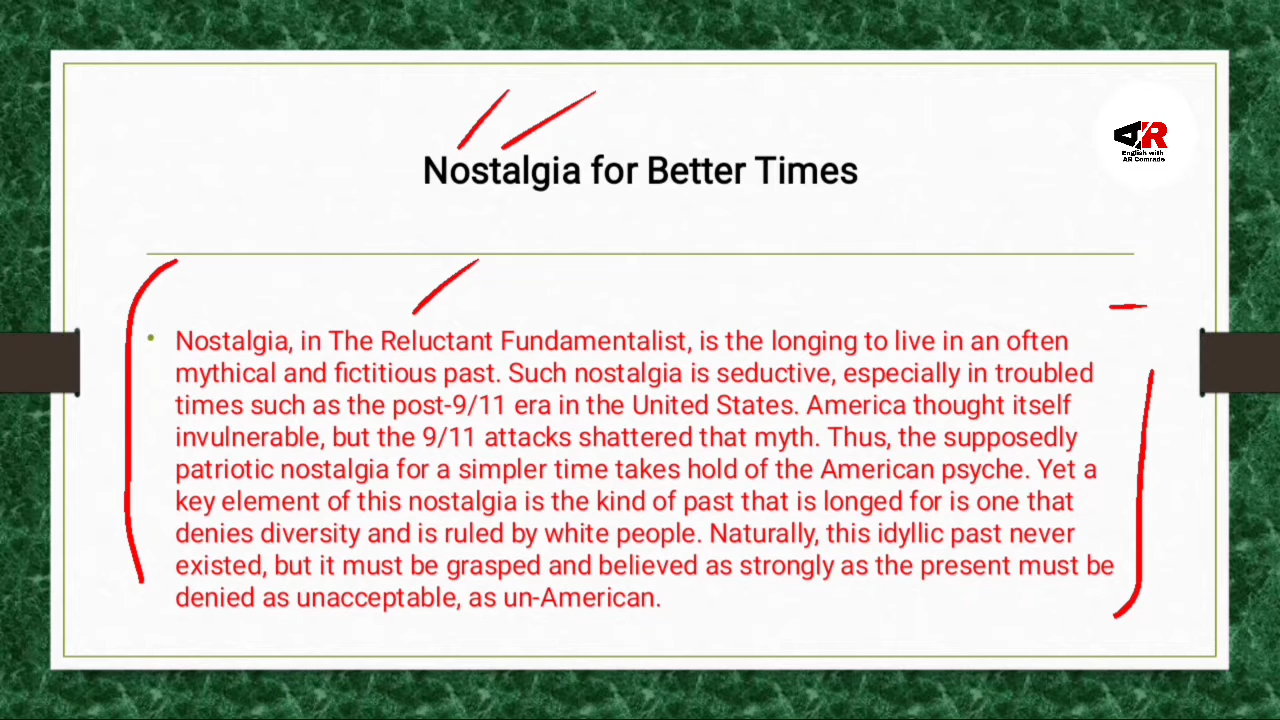 AR
English with
AR Comrade
Nostalgia for Better Times
• Nostalgia, in The Reluctant Fundamentalist, is the longing to live in an often
mythical and fictitious past. Such nostalgia is seductive, especially in troubled
times such as the post-9/11 era in the United States. America thought itself
invulnerable, but the 9/11 attacks shattered that myth. Thus, the supposedly
patriotic nostalgia for a simpler time takes hold of the American psyche. Yet a
key element of this nostalgia is the kind of past that is longed for is one that
denies diversity and is ruled by white people. Naturally, this idyllic past never
existed, but it must be grasped and believed as strongly as the present must be
denied as unacceptable, as un-American.